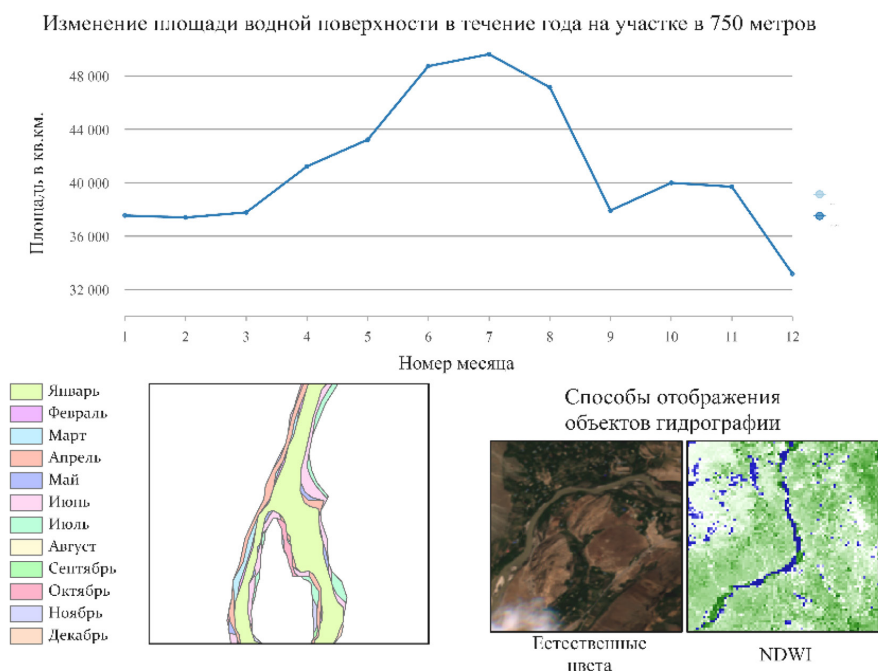 Изменение площади водной поверхности в течение года на участке в 750 метров
Площадь в кв.км.
48 000
44 000
40 000
36 000
32 000
1 2 3 4 5 6 7 8 9 10 11 12
Номер месяца
Январь
Февраль
Март
Апрель
Май
Июнь
Июль
Август
Сентябрь
Октябрь
Ноябрь
Декабрь
Способы отображения
объектов гидрографии
Естественные
цвета
NDWI